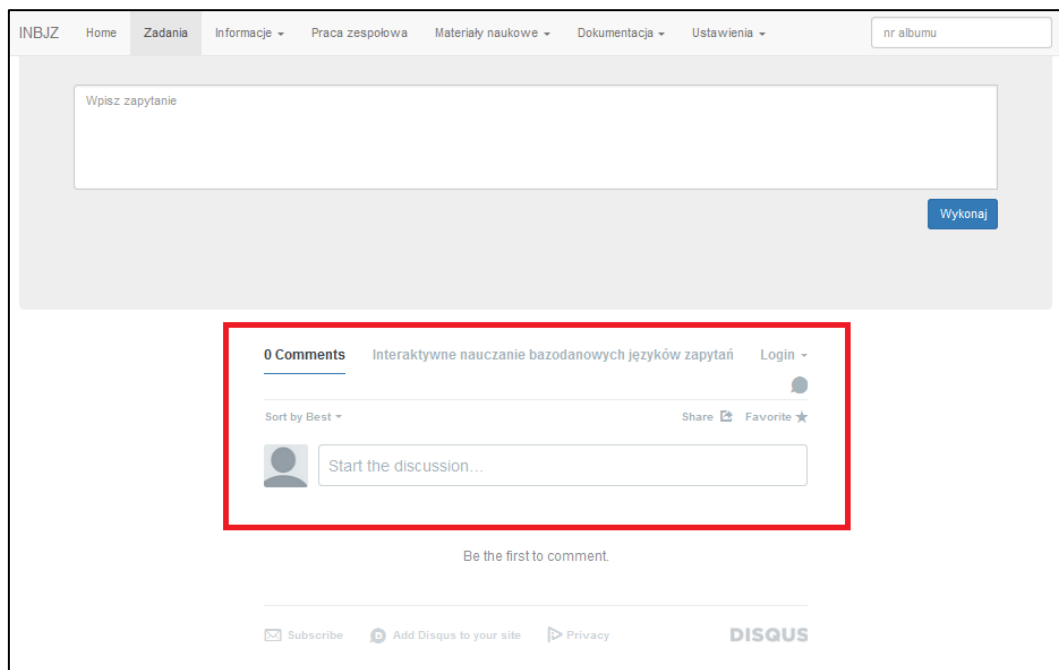 INBJZ Home Zadania Informacje Praca zespołowa Materiały naukowe Dokumentacja Ustawienia nr albumu
Wpisz zapytanie
Wykonaj
0 Comments Interaktywne nauczanie bazodanowych języków zapytań Login
Sort by Best Share Favorite
Start the discussion...
Be the first to comment.
Subscribe Add Disqus to your site Privacy DISQUS